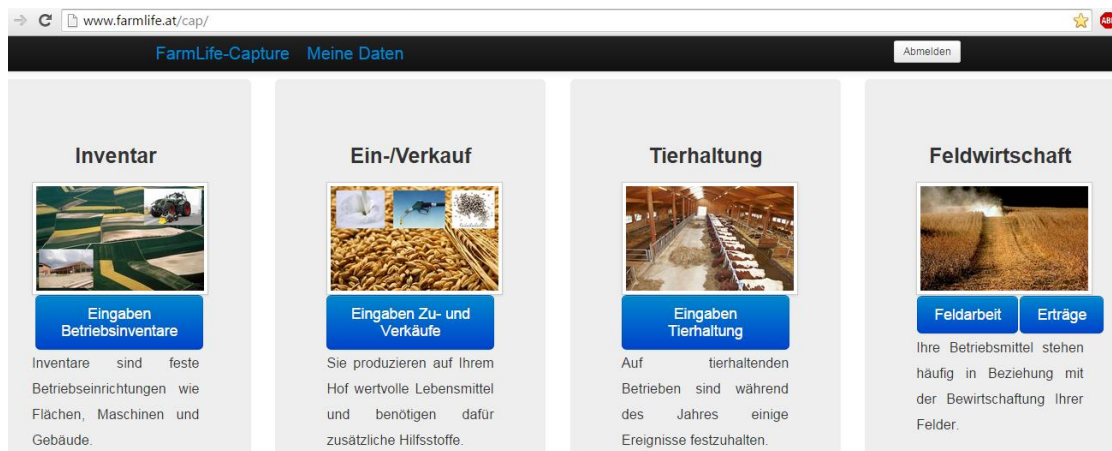 www.farmlife.at/cap/
FarmLife-Capture Meine Daten
Abmelden
Inventar
Eingaben
Betriebsinventare
Inventare sind feste
Betriebseinrichtungen wie
Flächen, Maschinen und
Gebäude.
Ein-/Verkauf
Eingaben Zu- und
Verkäufe
Sie produzieren auf Ihrem
Hof wertvolle Lebensmittel
und benötigen dafür
zusätzliche Hilfsstoffe.
Tierhaltung
Eingaben
Tierhaltung
Auf tierhaltenden
Betrieben sind während
des Jahres einige
Ereignisse festzuhalten.
Feldwirtschaft
Feldarbeit Erträge
Ihre Betriebsmittel stehen
häufig in Beziehung mit
der Bewirtschaftung Ihrer
Felder.